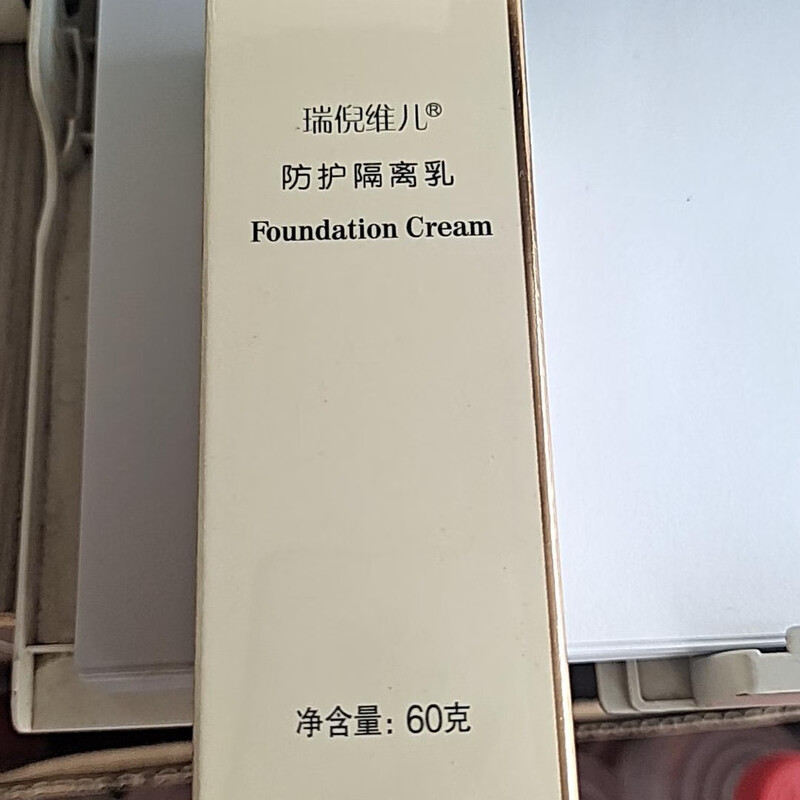 瑞倪维儿®
防护隔离乳
Foundation Cream
净含量：60克